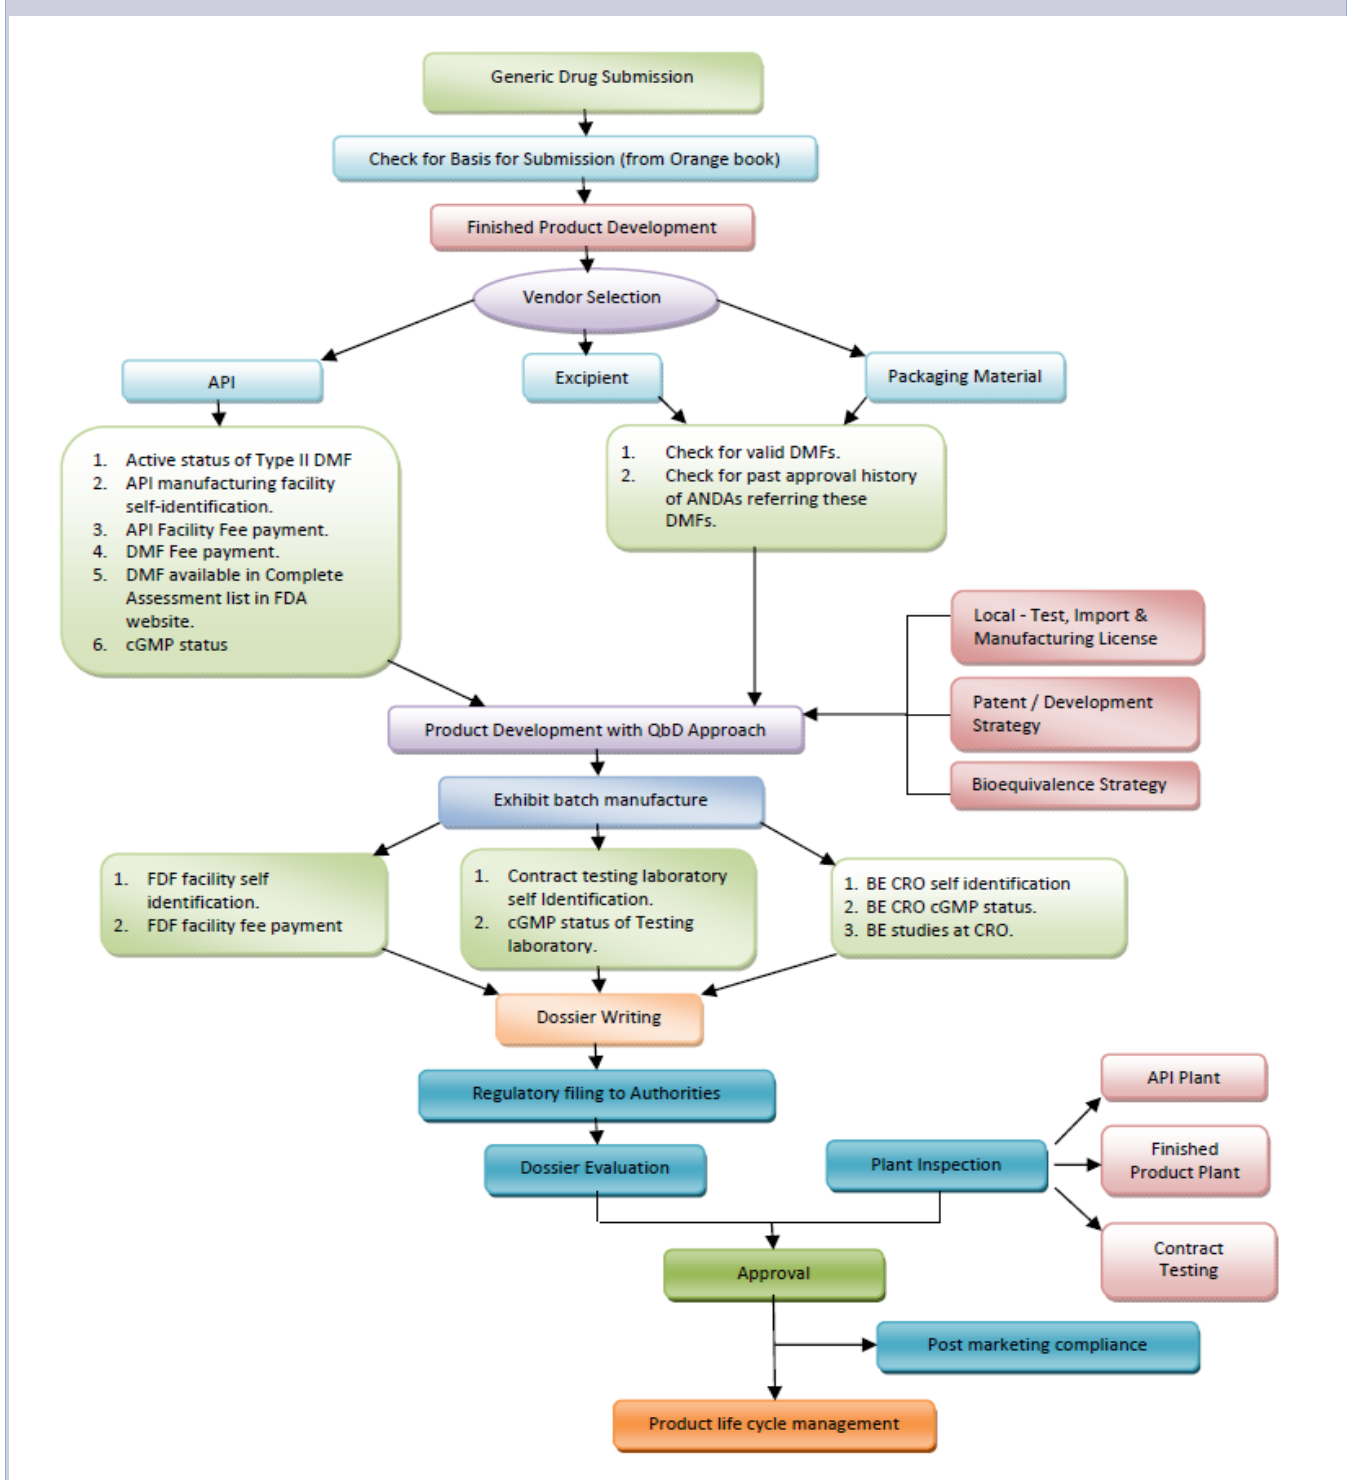 Generic Drug Submission
Check for Basis for Submission (from Orange book)
Finished Product Development
Vendor Selection
API
Excipient
Packaging Material
1. Active status of Type II DMF
2. API manufacturing facility
self-identification.
3. API Facility Fee payment.
4. DMF Fee payment.
5. DMF available in Complete
Assessment list in FDA
website.
6. cGMP status
1. Check for valid DMFs.
2. Check for past approval history
of ANDAs referring these
DMFs.
Local - Test, Import &
Manufacturing License
Patent / Development
Strategy
Bioequivalence Strategy
Product Development with QbD Approach
Exhibit batch manufacture
1. FDF facility self
identification.
2. FDF facility fee payment
1. Contract testing laboratory
self Identification.
2. cGMP status of Testing
laboratory.
1. BE CRO self identification
2. BE CRO cGMP status.
3. BE studies at CRO.
Dossier Writing
Regulatory filing to Authorities
Dossier Evaluation
Plant Inspection
API Plant
Finished
Product Plant
Contract
Testing
Approval
Post marketing compliance
Product life cycle management